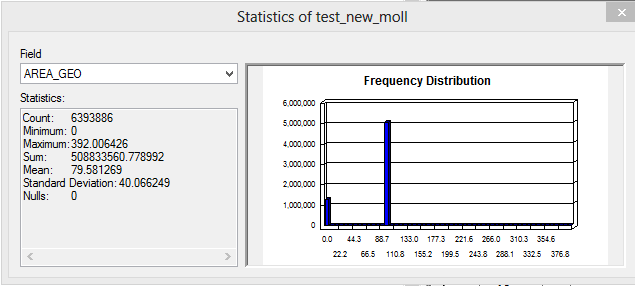 Statistics of test_new_moll
Field
AREA_GEO
Statistics:
Count: 6393886
Minimum: 0
Maximum: 392.006426
Sum: 508833560.778992
Mean: 79.581269
Standard Deviation: 40.066249
Nulls: 0
Frequency Distribution
6,000,000
5,000,000
4,000,000
3,000,000
2,000,000
1,000,000
0
0.0 44.3 88.7 133.0 177.3 221.6 266.0 310.3 354.6
22.2 66.5 110.8 155.2 199.5 243.8 288.1 332.5 376.8